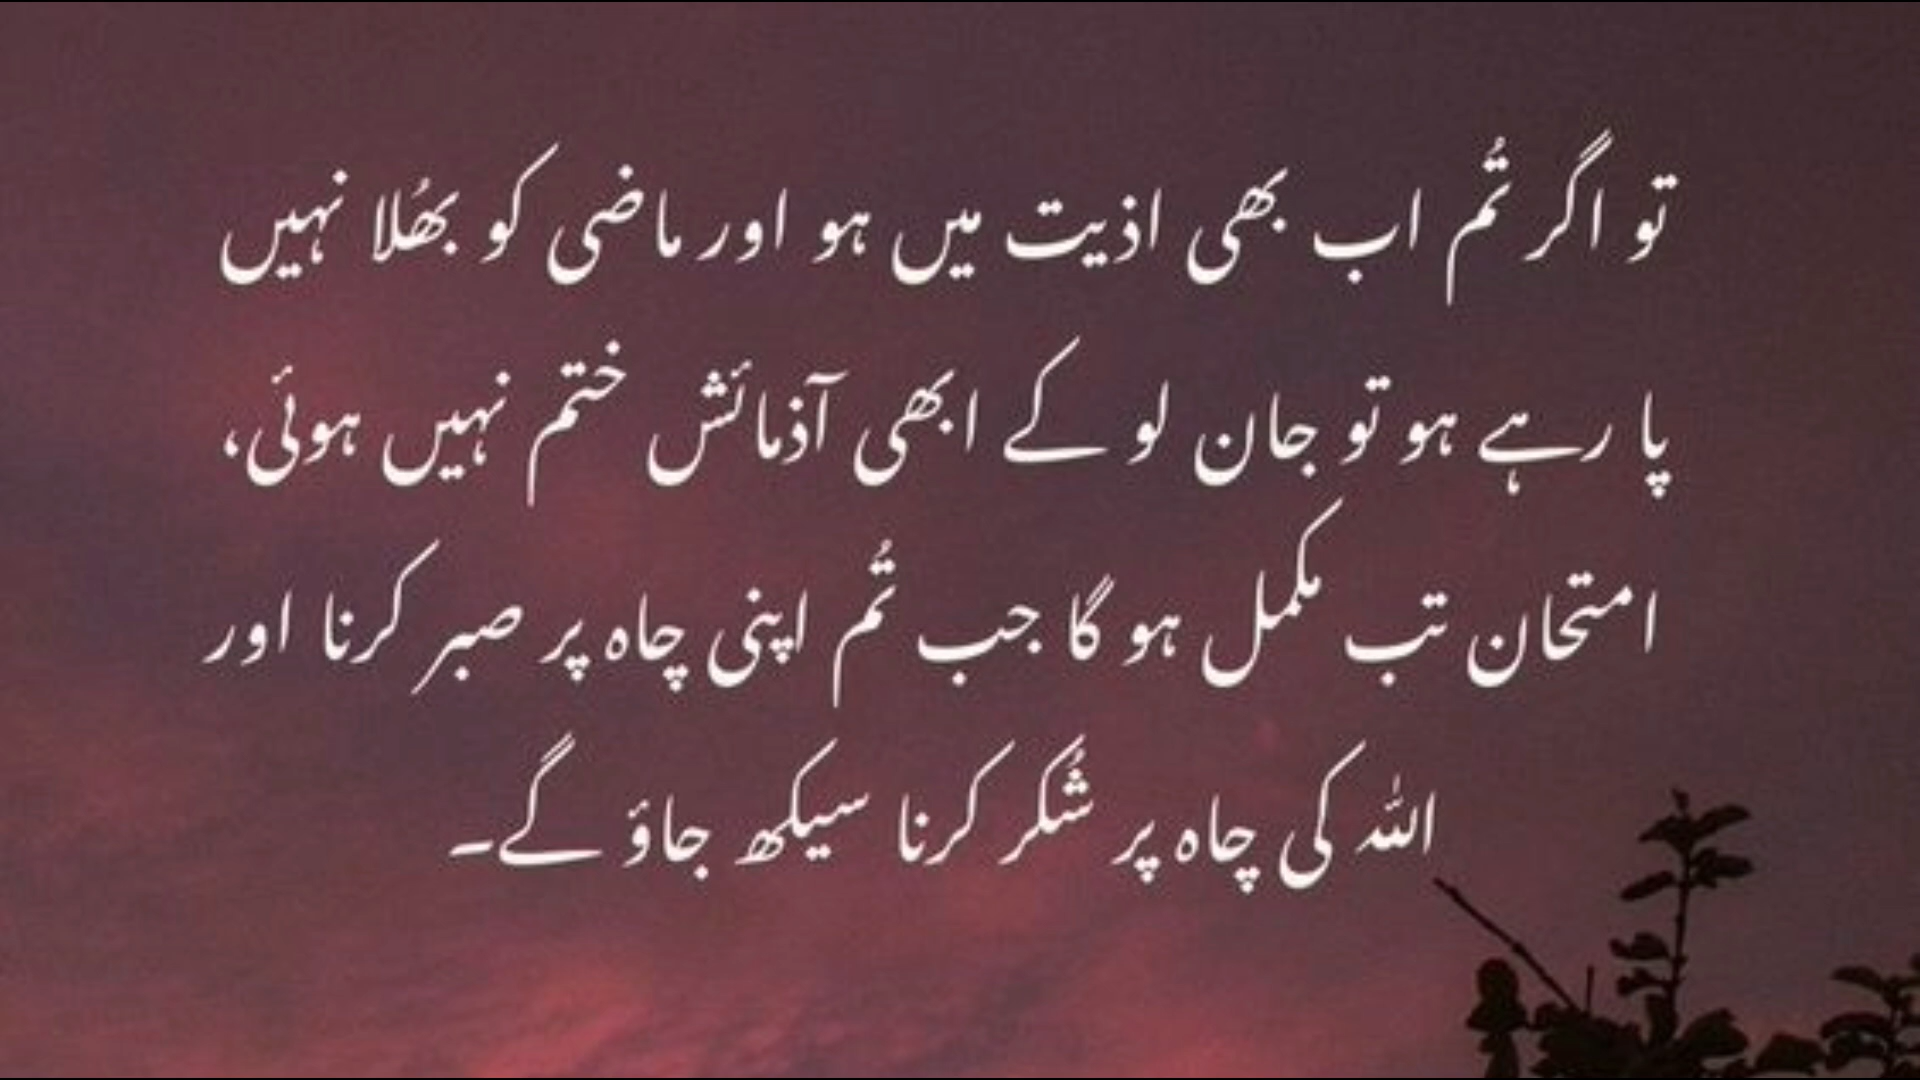 تو اگر تُم اب بھی اذیت میں ہو اور ماضی کو بھُلا نہیں
پا رہے ہو تو جان لو کے ابھی آذمائش ختم نہیں ہوئی،
امتحان تب مکمل ہو گا جب تُم اپنی چاہ پر صبر کرنا اور
اللہ کی چاہ پر شُکر کرنا سیکھ جاؤ گے۔